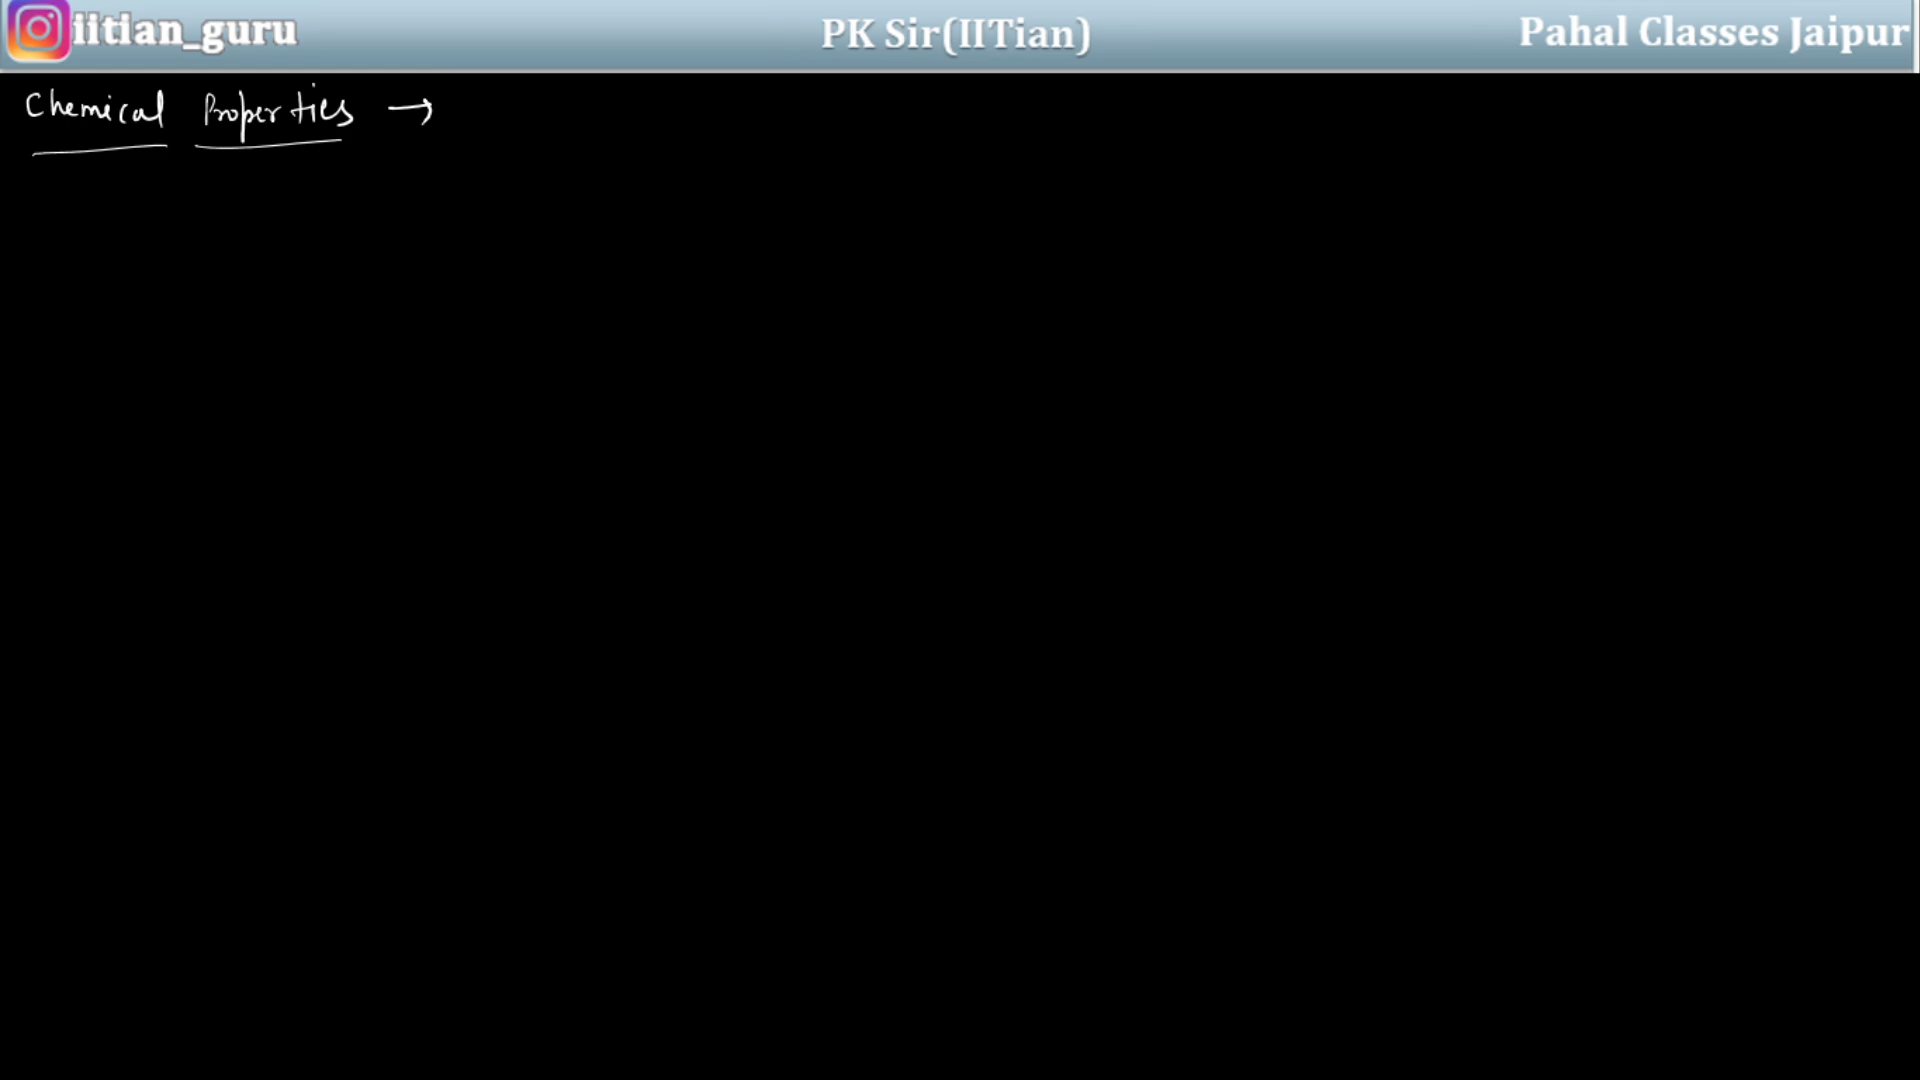 iitian_guru PK Sir(IITian) Pahal Classes Jaipur
Chemical Properties →